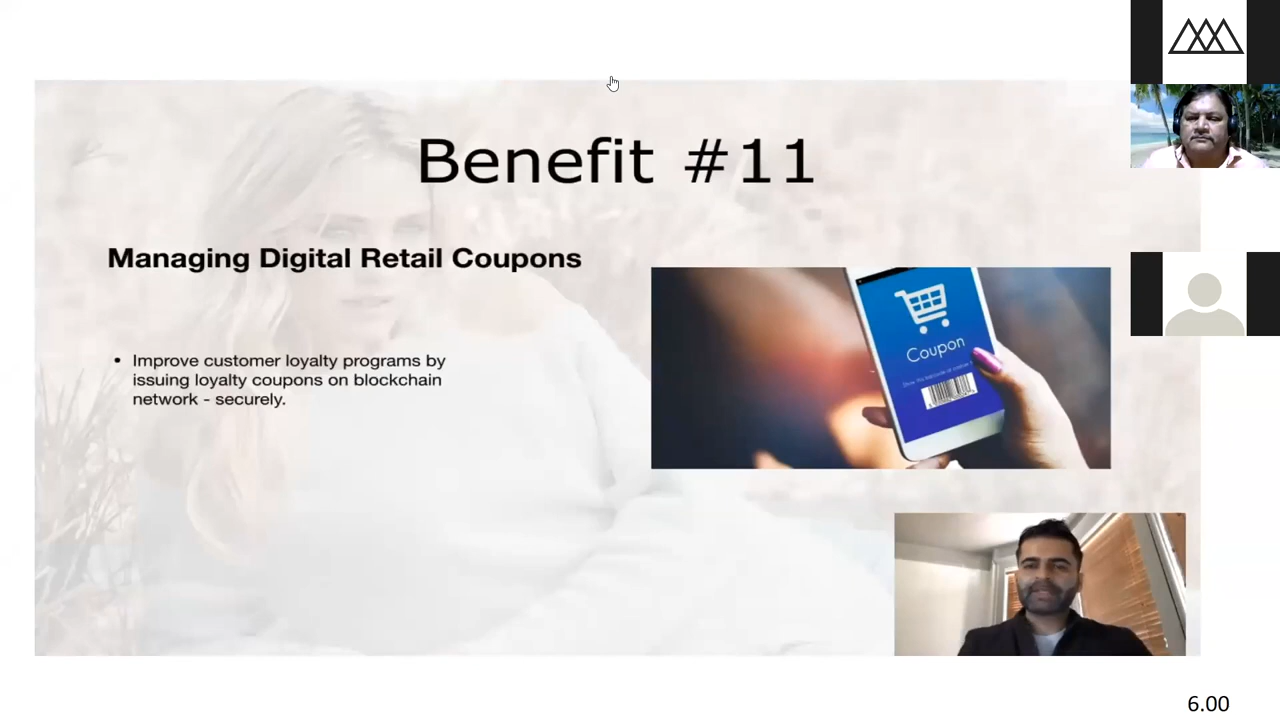 Benefit #11
Managing Digital Retail Coupons
• Improve customer loyalty programs by
issuing loyalty coupons on blockchain
network - securely.
Coupon
6.00